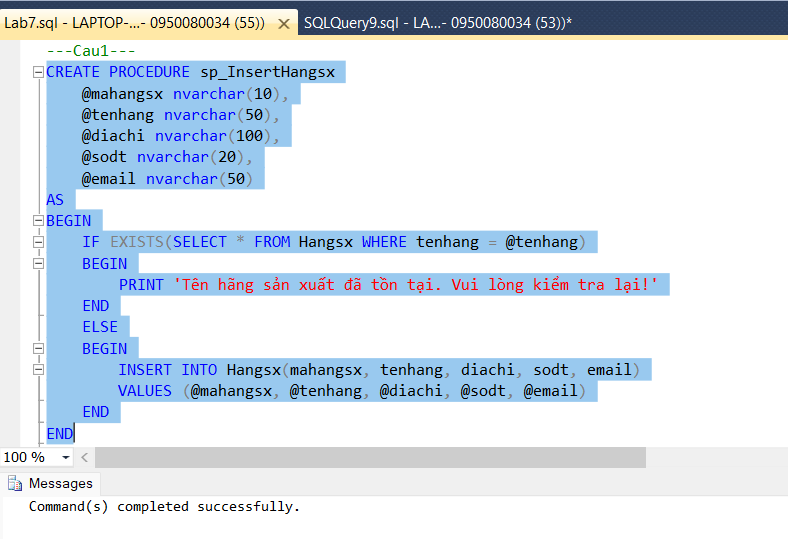 Lab7.sql - LAPTOP-...- 0950080034 (55)) SQLQuery9.sql - LA...- 0950080034 (53))*
---Cau1---
CREATE PROCEDURE sp_InsertHangsx
@mahangsx nvarchar(10),
@tenhang nvarchar(50),
@diachi nvarchar(100),
@sodt nvarchar(20),
@email nvarchar(50)
AS
BEGIN
IF EXISTS(SELECT * FROM Hangsx WHERE tenhang = @tenhang)
BEGIN
PRINT 'Tên hãng sản xuất đã tồn tại. Vui lòng kiểm tra lại!'
END
ELSE
BEGIN
INSERT INTO Hangsx(mahangsx, tenhang, diachi, sodt, email)
VALUES (@mahangsx, @tenhang, @diachi, @sodt, @email)
END
END
100 %
Messages
Command(s) completed successfully.